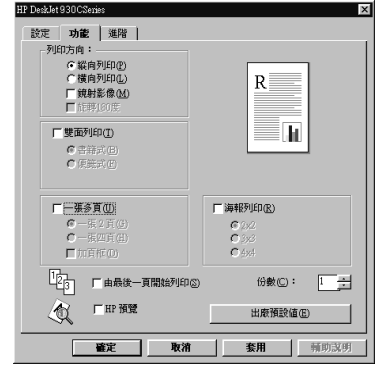 HP DeskJet 930CSeries
設定 功能 進階
列印方向：
縱向列印(P)
橫向列印(L)
鏡射影像(M)
旋轉180度
R
雙面列印(T)
書籍式(B)
便箋式(E)
一張多頁(U)
一張2頁(G)
一張四頁(H)
加頁框(D)
海報列印(R)
2x2
3x3
4x4
1 2 3
由最後一頁開始列印(S)
份數(C)： 1
HP 預覽
出廠預設值(E)
確定 取消 套用 輔助說明